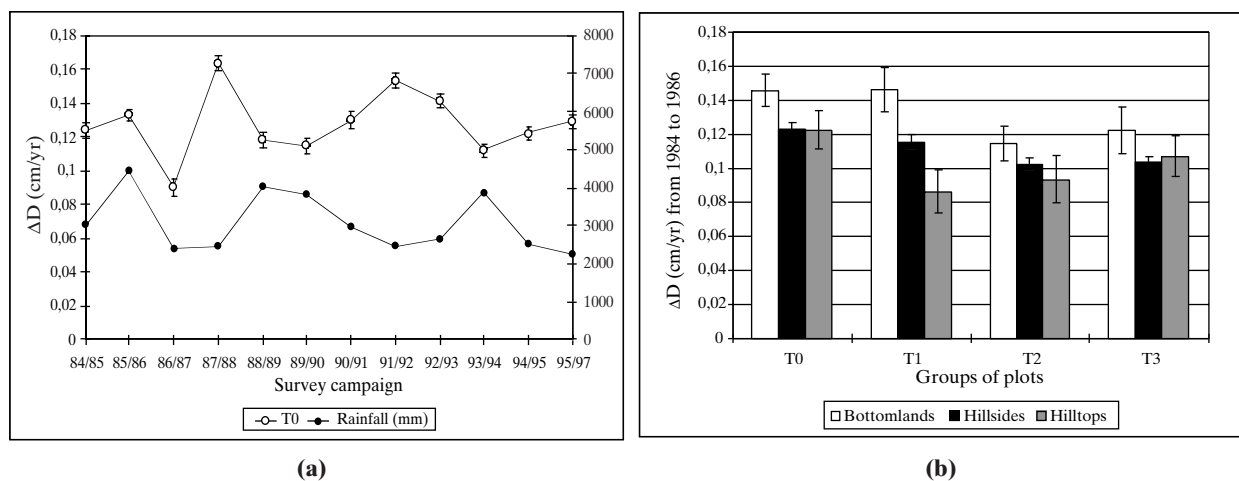 0,18
0,16
0,14
0,12
0,1
0,08
0,06
0,04
0,02
0
ΔD (cm/yr)
8000
7000
6000
5000
4000
3000
2000
1000
0
84/85 85/86 86/87 87/88 88/89 89/90 90/91 91/92 92/93 93/94 94/95 95/97
Survey campaign
T0 Rainfall (mm)
(a)
0,18
0,16
0,14
0,12
0,1
0,08
0,06
0,04
0,02
0
ΔD (cm/yr) from 1984 to 1986
T0 T1 T2 T3
Groups of plots
Bottomlands Hillsides Hilltops
(b)